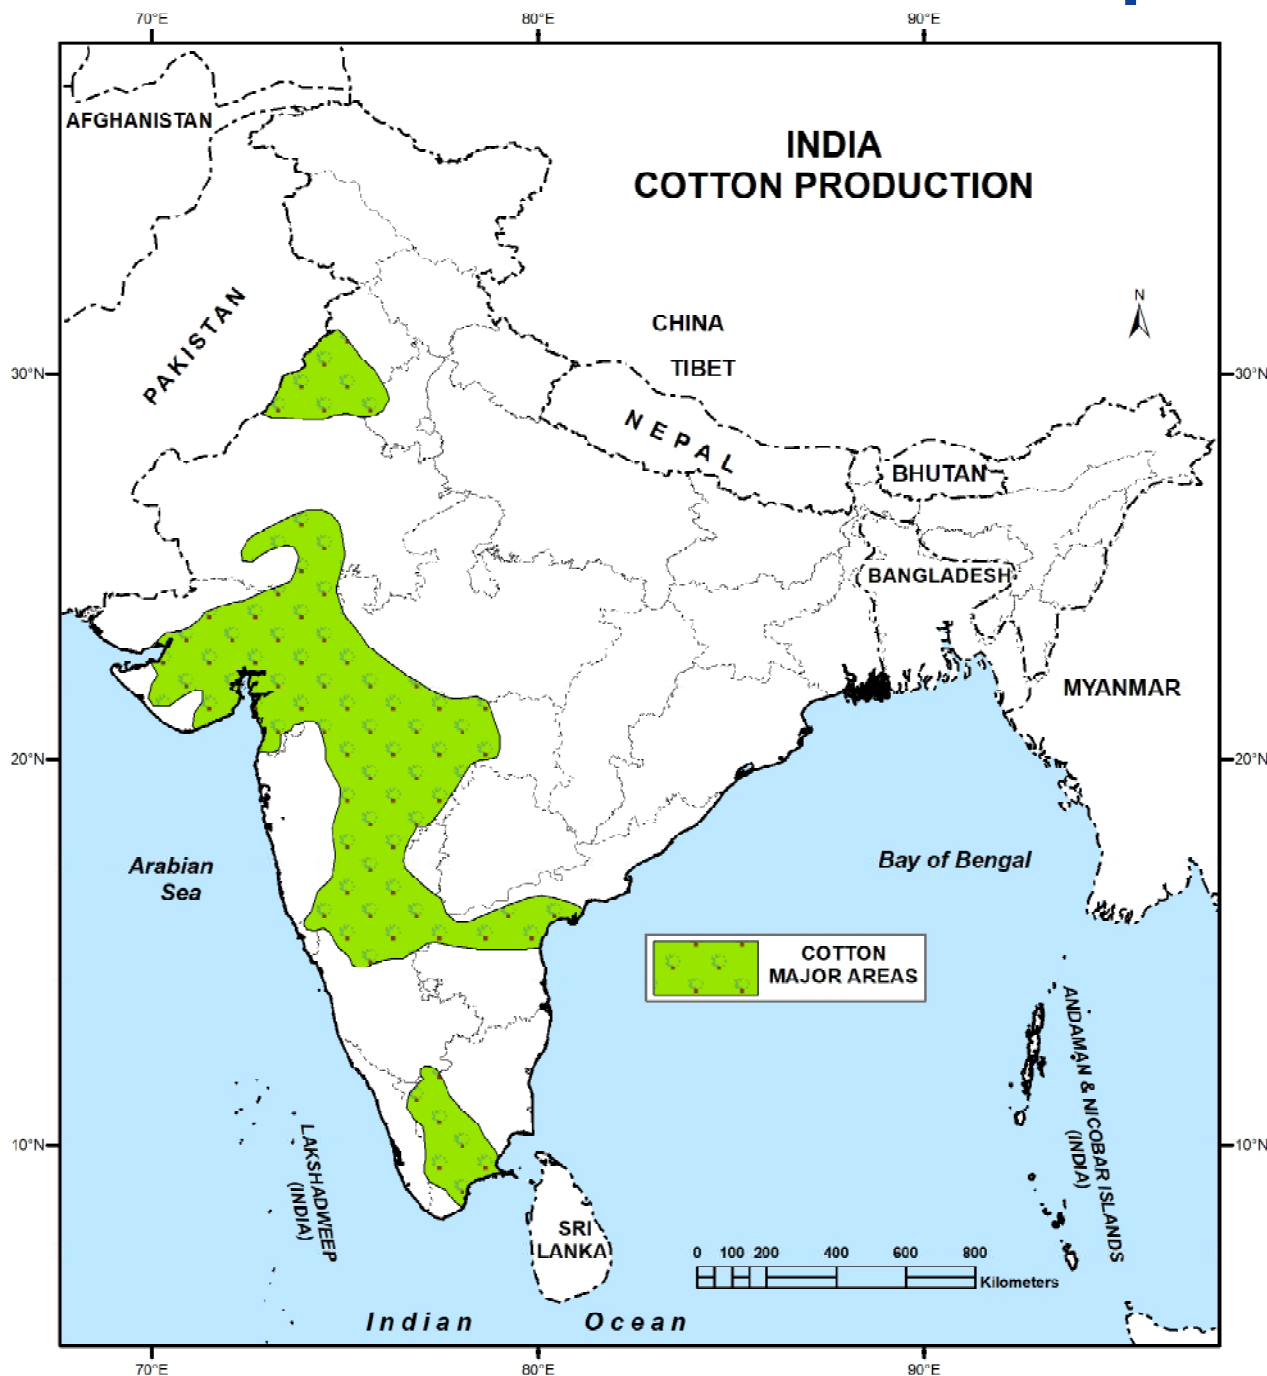 70°E 80°E 90°E
AFGHANISTAN
INDIA
COTTON PRODUCTION
N
PAKISTAN
CHINA
TIBET
30°N 30°N
NEPAL
BHUTAN
BANGLADESH
MYANMAR
20°N 20°N
Arabian
Sea
Bay of Bengal
COTTON
MAJOR AREAS
ANDAMAN & NICOBAR ISLANDS
(INDIA)
10°N 10°N
LAKSHADWEEP
(INDIA)
SRI
LANKA
0 100 200 400 600 800
Kilometers
Indian Ocean
70°E 80°E 90°E